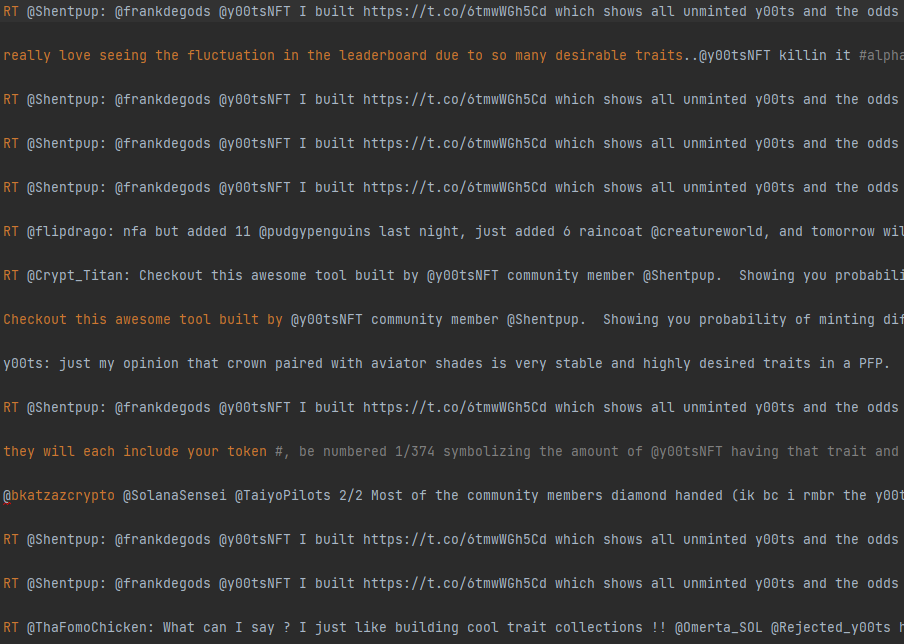 RT @Shentpup: @frankdegods @y00tsNFT I built https://t.co/6tmwWGh5Cd which shows all unminted y00ts and the odds
really love seeing the fluctuation in the leaderboard due to so many desirable traits..@y00tsNFT killin it #alpha
RT @Shentpup: @frankdegods @y00tsNFT I built https://t.co/6tmwWGh5Cd which shows all unminted y00ts and the odds
RT @Shentpup: @frankdegods @y00tsNFT I built https://t.co/6tmwWGh5Cd which shows all unminted y00ts and the odds
RT @Shentpup: @frankdegods @y00tsNFT I built https://t.co/6tmwWGh5Cd which shows all unminted y00ts and the odds
RT @flipdrago: nfa but added 11 @pudgypenguins last night, just added 6 raincoat @creatureworld, and tomorrow wil
RT @Crypt_Titan: Checkout this awesome tool built by @y00tsNFT community member @Shentpup.  Showing you probabili
Checkout this awesome tool built by @y00tsNFT community member @Shentpup.  Showing you probability of minting dif
y00ts: just my opinion that crown paired with aviator shades is very stable and highly desired traits in a PFP.
RT @Shentpup: @frankdegods @y00tsNFT I built https://t.co/6tmwWGh5Cd which shows all unminted y00ts and the odds
they will each include your token #, be numbered 1/374 symbolizing the amount of @y00tsNFT having that trait and
@bkatzazcrypto @SolanaSensei @TaiyoPilots 2/2 Most of the community members diamond handed (ik bc i rmbr the y00t
RT @Shentpup: @frankdegods @y00tsNFT I built https://t.co/6tmwWGh5Cd which shows all unminted y00ts and the odds
RT @Shentpup: @frankdegods @y00tsNFT I built https://t.co/6tmwWGh5Cd which shows all unminted y00ts and the odds
RT @ThaFomoChicken: What can I say ? I just like building cool trait collections !! @Omerta_SOL @Rejected_y00ts h